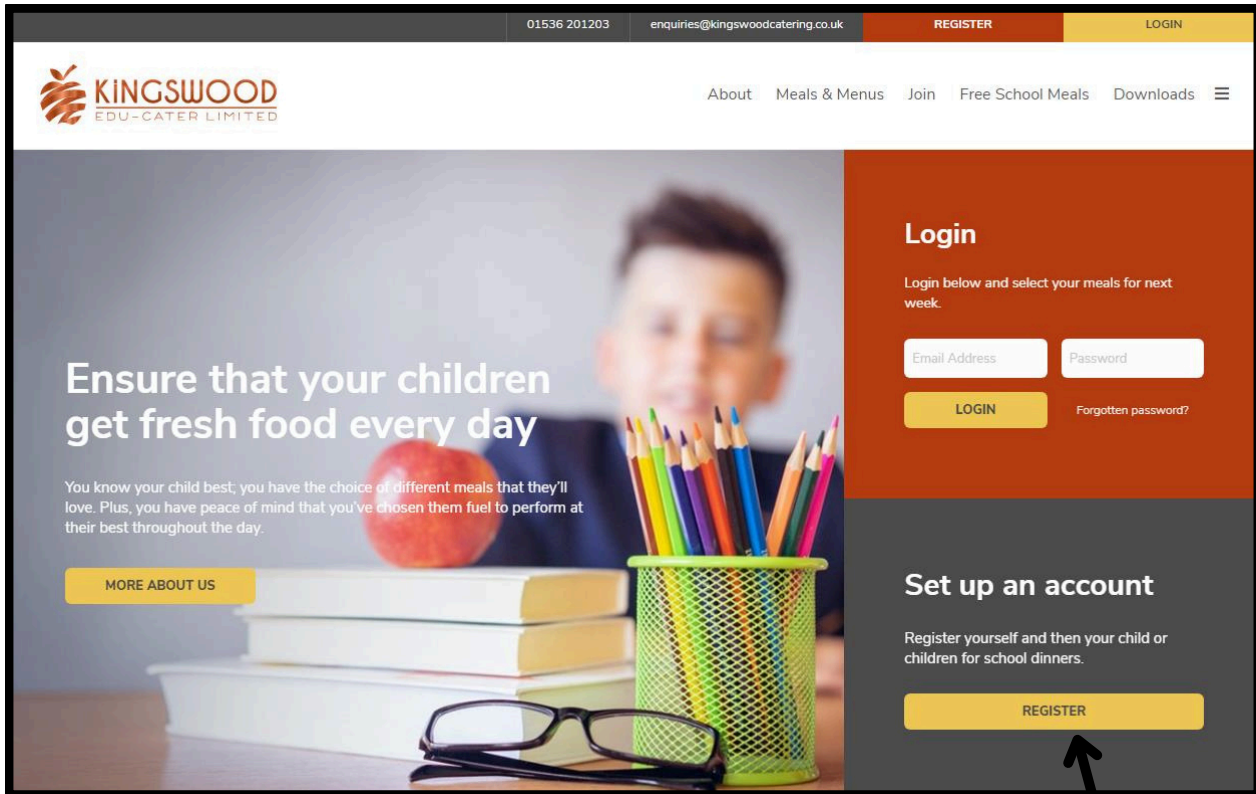 01536 201203 enquiries@kingswoodcatering.co.uk REGISTER LOGIN
KINGSWOOD
EDU-CATER LIMITED
About Meals & Menus Join Free School Meals Downloads
Ensure that your children
get fresh food every day
You know your child best; you have the choice of different meals that they'll
love. Plus, you have peace of mind that you've chosen them fuel to perform at
their best throughout the day.
MORE ABOUT US
Login
Login below and select your meals for next
week.
Email Address Password
LOGIN Forgotten password?
Set up an account
Register yourself and then your child or
children for school dinners.
REGISTER